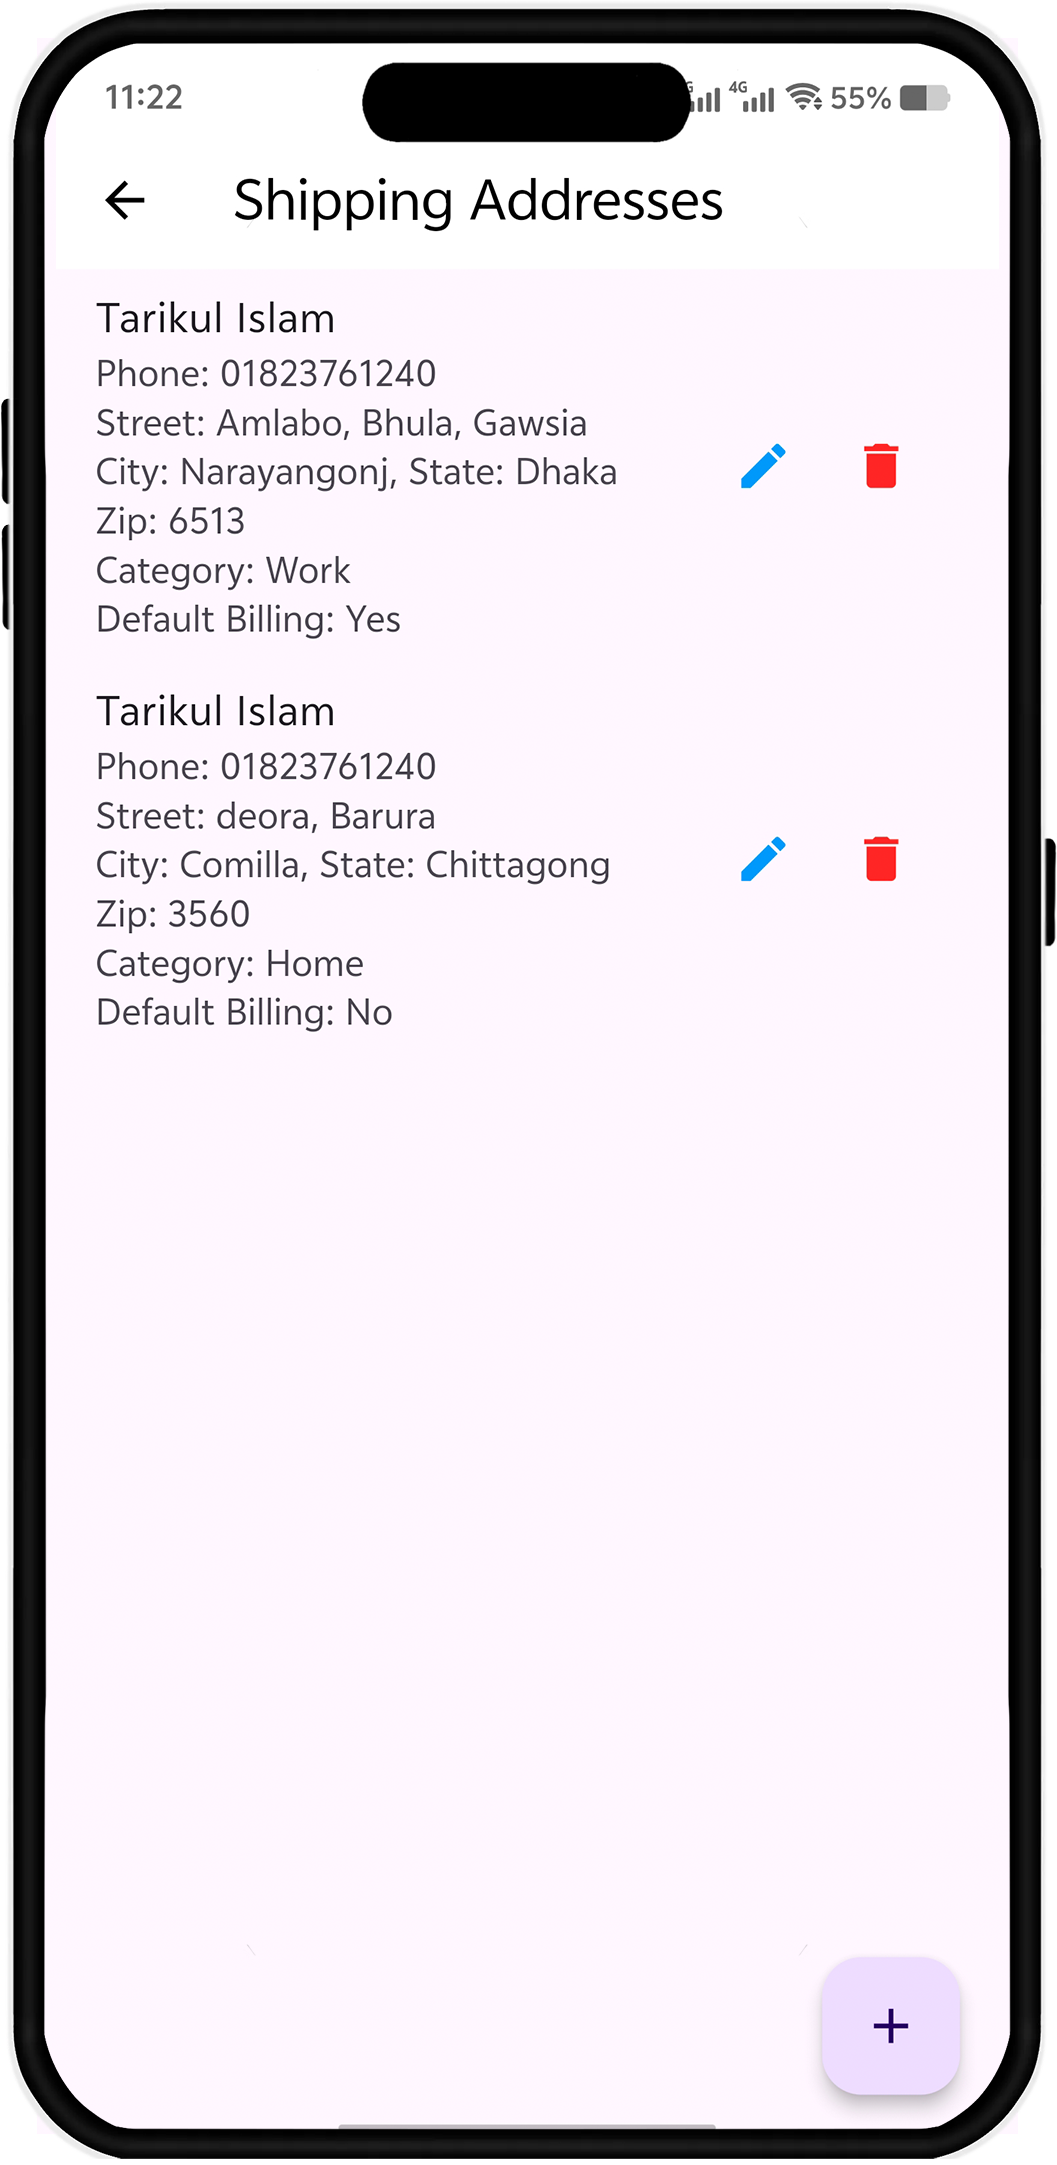 11:22
4G 55%
Shipping Addresses
Tarikul Islam
Phone: 01823761240
Street: Amlabo, Bhula, Gawsia
City: Narayangonj, State: Dhaka
Zip: 6513
Category: Work
Default Billing: Yes
Tarikul Islam
Phone: 01823761240
Street: deora, Barura
City: Comilla, State: Chittagong
Zip: 3560
Category: Home
Default Billing: No